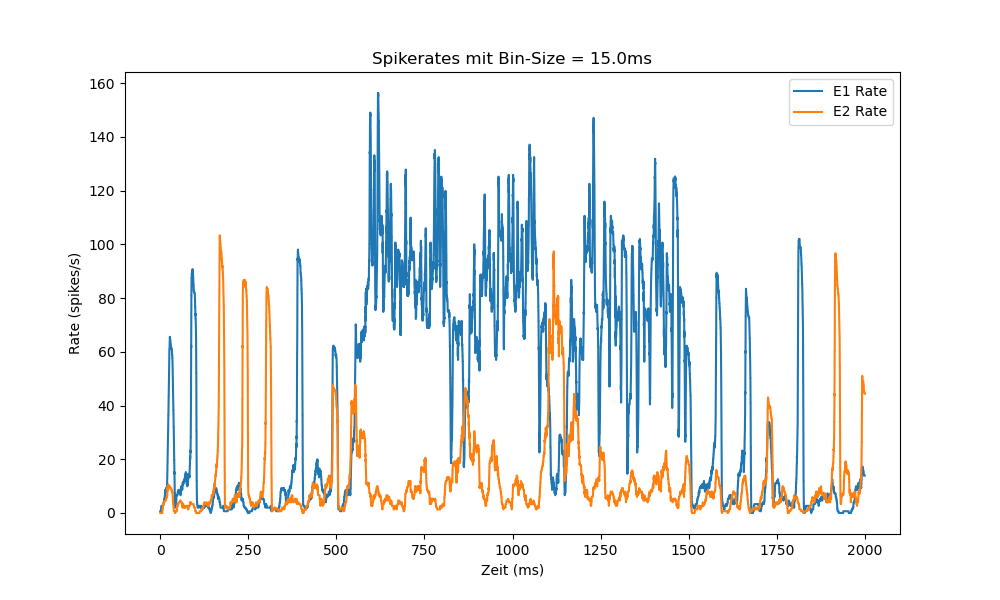 Spikerates mit Bin-Size = 15.0ms
E1 Rate
E2 Rate
160
140
120
100
80
60
40
20
0
Rate (spikes/s)
0 250 500 750 1000 1250 1500 1750 2000
Zeit (ms)